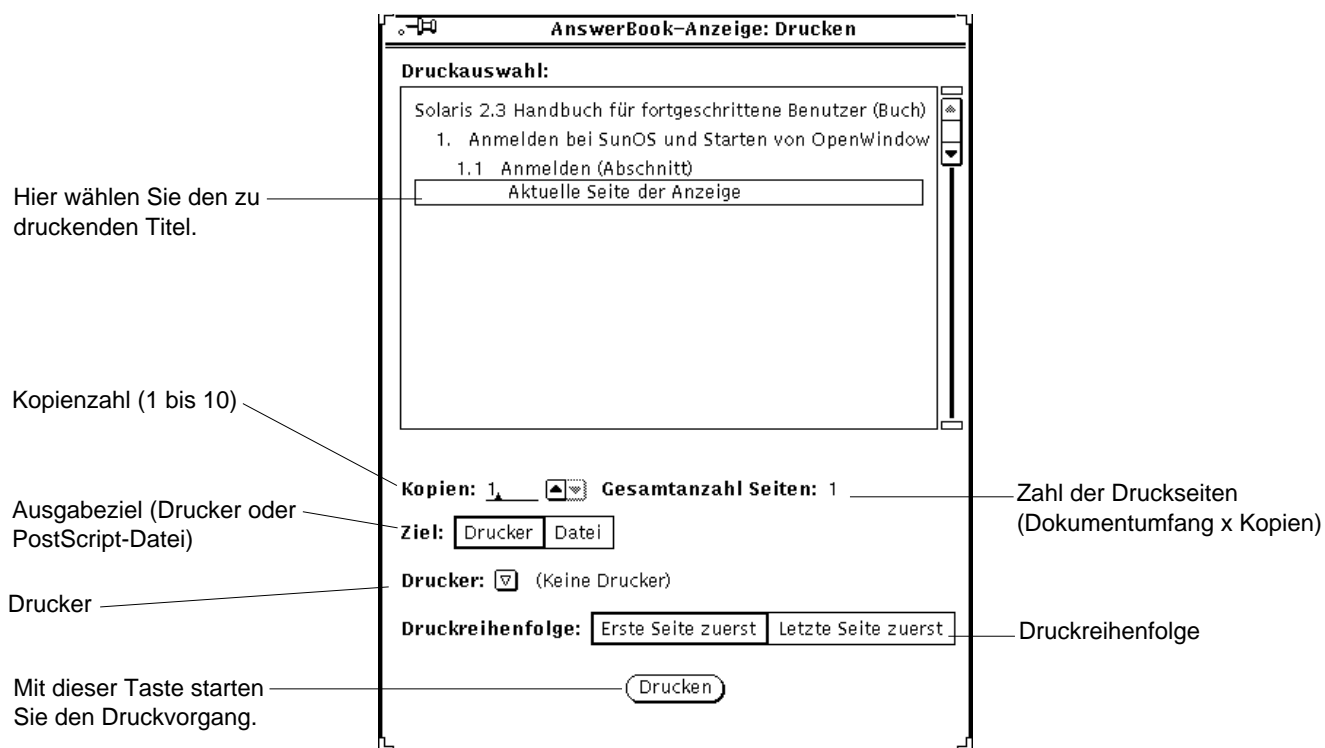 AnswerBook-Anzeige: Drucken
Druckauswahl:
Solaris 2.3 Handbuch für fortgeschrittene Benutzer (Buch)
1. Anmelden bei SunOS und Starten von OpenWindow
1.1 Anmelden (Abschnitt)
Aktuelle Seite der Anzeige
Hier wählen Sie den zu
druckenden Titel.
Kopienzahl (1 bis 10)
Kopien: 1 Gesamtanzahl Seiten: 1
Zahl der Druckseiten
(Dokumentumfang x Kopien)
Ausgabeziel (Drucker oder
PostScript-Datei)
Ziel: Drucker Datei
Drucker: (Keine Drucker)
Drucker
Druckreihenfolge: Erste Seite zuerst Letzte Seite zuerst
Druckreihenfolge
Mit dieser Taste starten
Sie den Druckvorgang.
Drucken